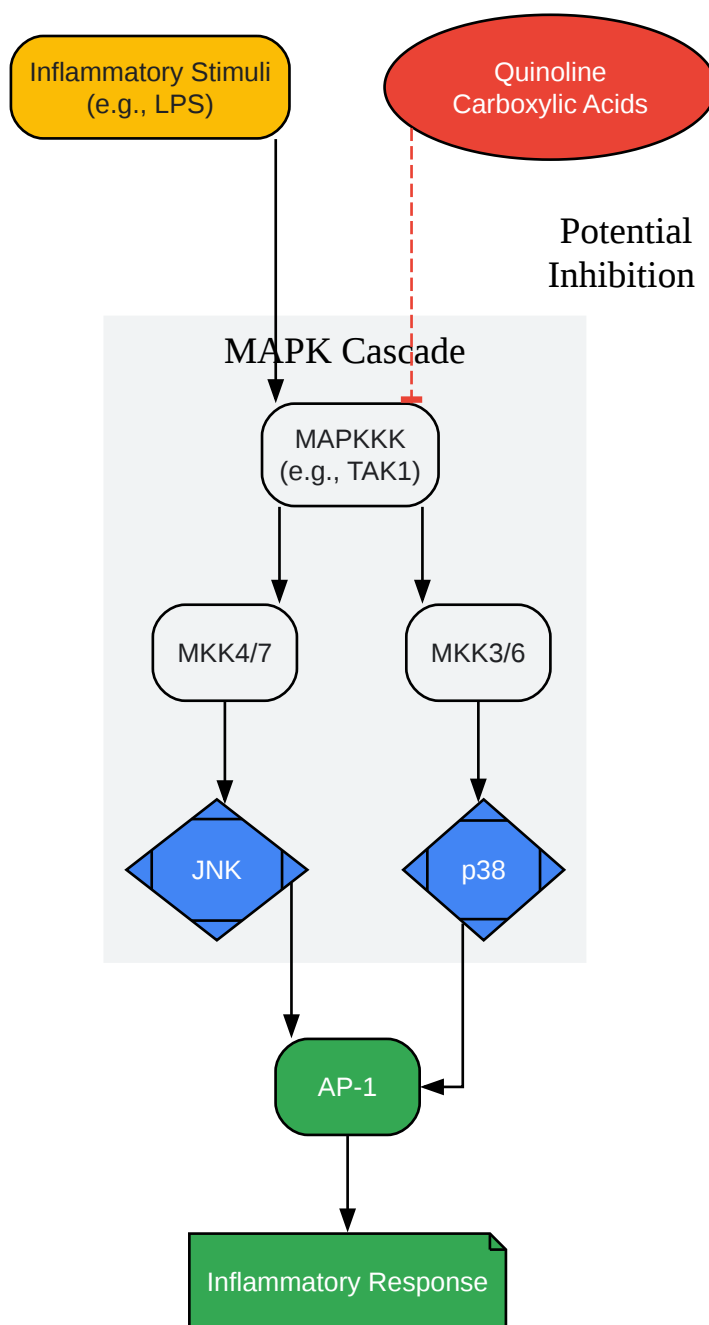 Inflammatory Stimuli
(e.g., LPS)
Quinoline
Carboxylic Acids
Potential
Inhibition
MAPK Cascade
MAPKKK
(e.g., TAK1)
MKK4/7
MKK3/6
JNK
p38
AP-1
Inflammatory Response